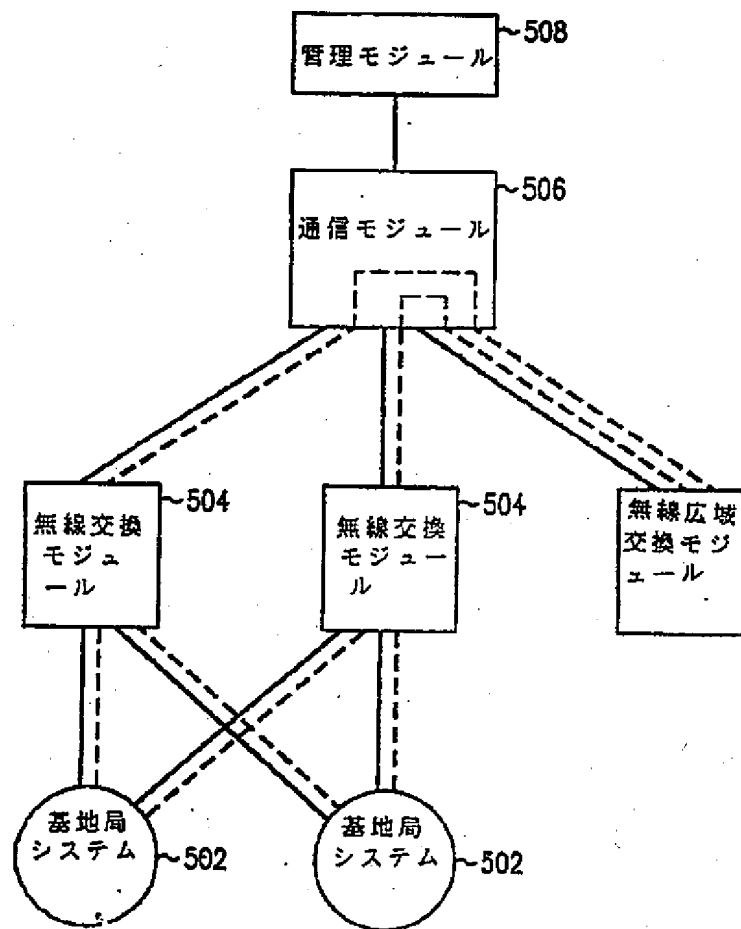 508
管理モジュール
506
通信モジュール
504
無線交換
モジュ
ール
504
無線交換
モジュー
ル
無線広域
交換モジ
ュール
基地局
システム
502
基地局
システム
502